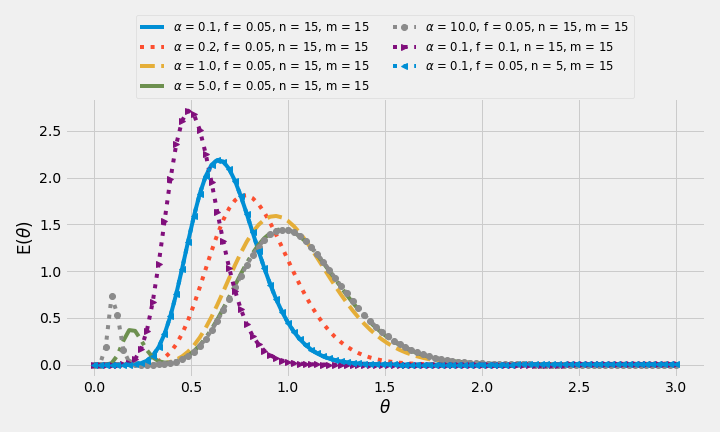 α = 0.1, f = 0.05, n = 15, m = 15
α = 0.2, f = 0.05, n = 15, m = 15
α = 1.0, f = 0.05, n = 15, m = 15
α = 5.0, f = 0.05, n = 15, m = 15
α = 10.0, f = 0.05, n = 15, m = 15
α = 0.1, f = 0.1, n = 15, m = 15
α = 0.1, f = 0.05, n = 5, m = 15
E(θ)
2.5
2.0
1.5
1.0
0.5
0.0
0.0 0.5 1.0 1.5 2.0 2.5 3.0
θ